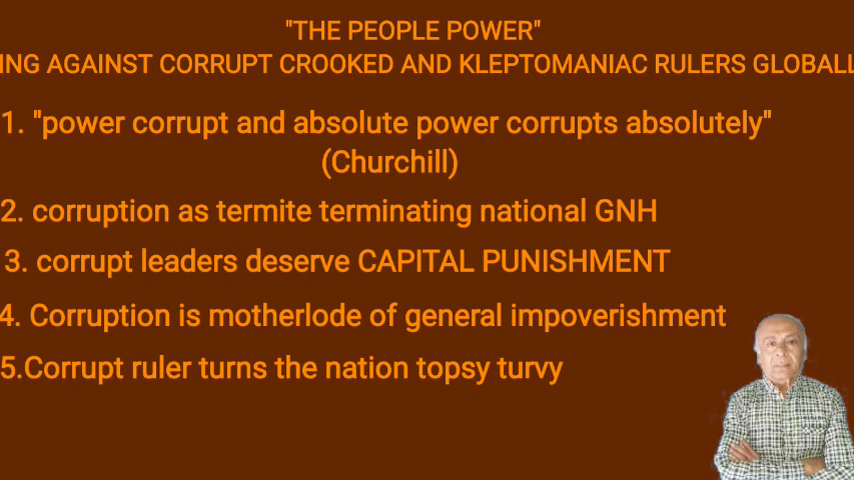 "THE PEOPLE POWER"
ING AGAINST CORRUPT CROOKED AND KLEPTOMANIAC RULERS GLOBALL
1. "power corrupt and absolute power corrupts absolutely"
(Churchill)
2. corruption as termite terminating national GNH
3. corrupt leaders deserve CAPITAL PUNISHMENT
4. Corruption is motherlode of general impoverishment
5.Corrupt ruler turns the nation topsy turvy